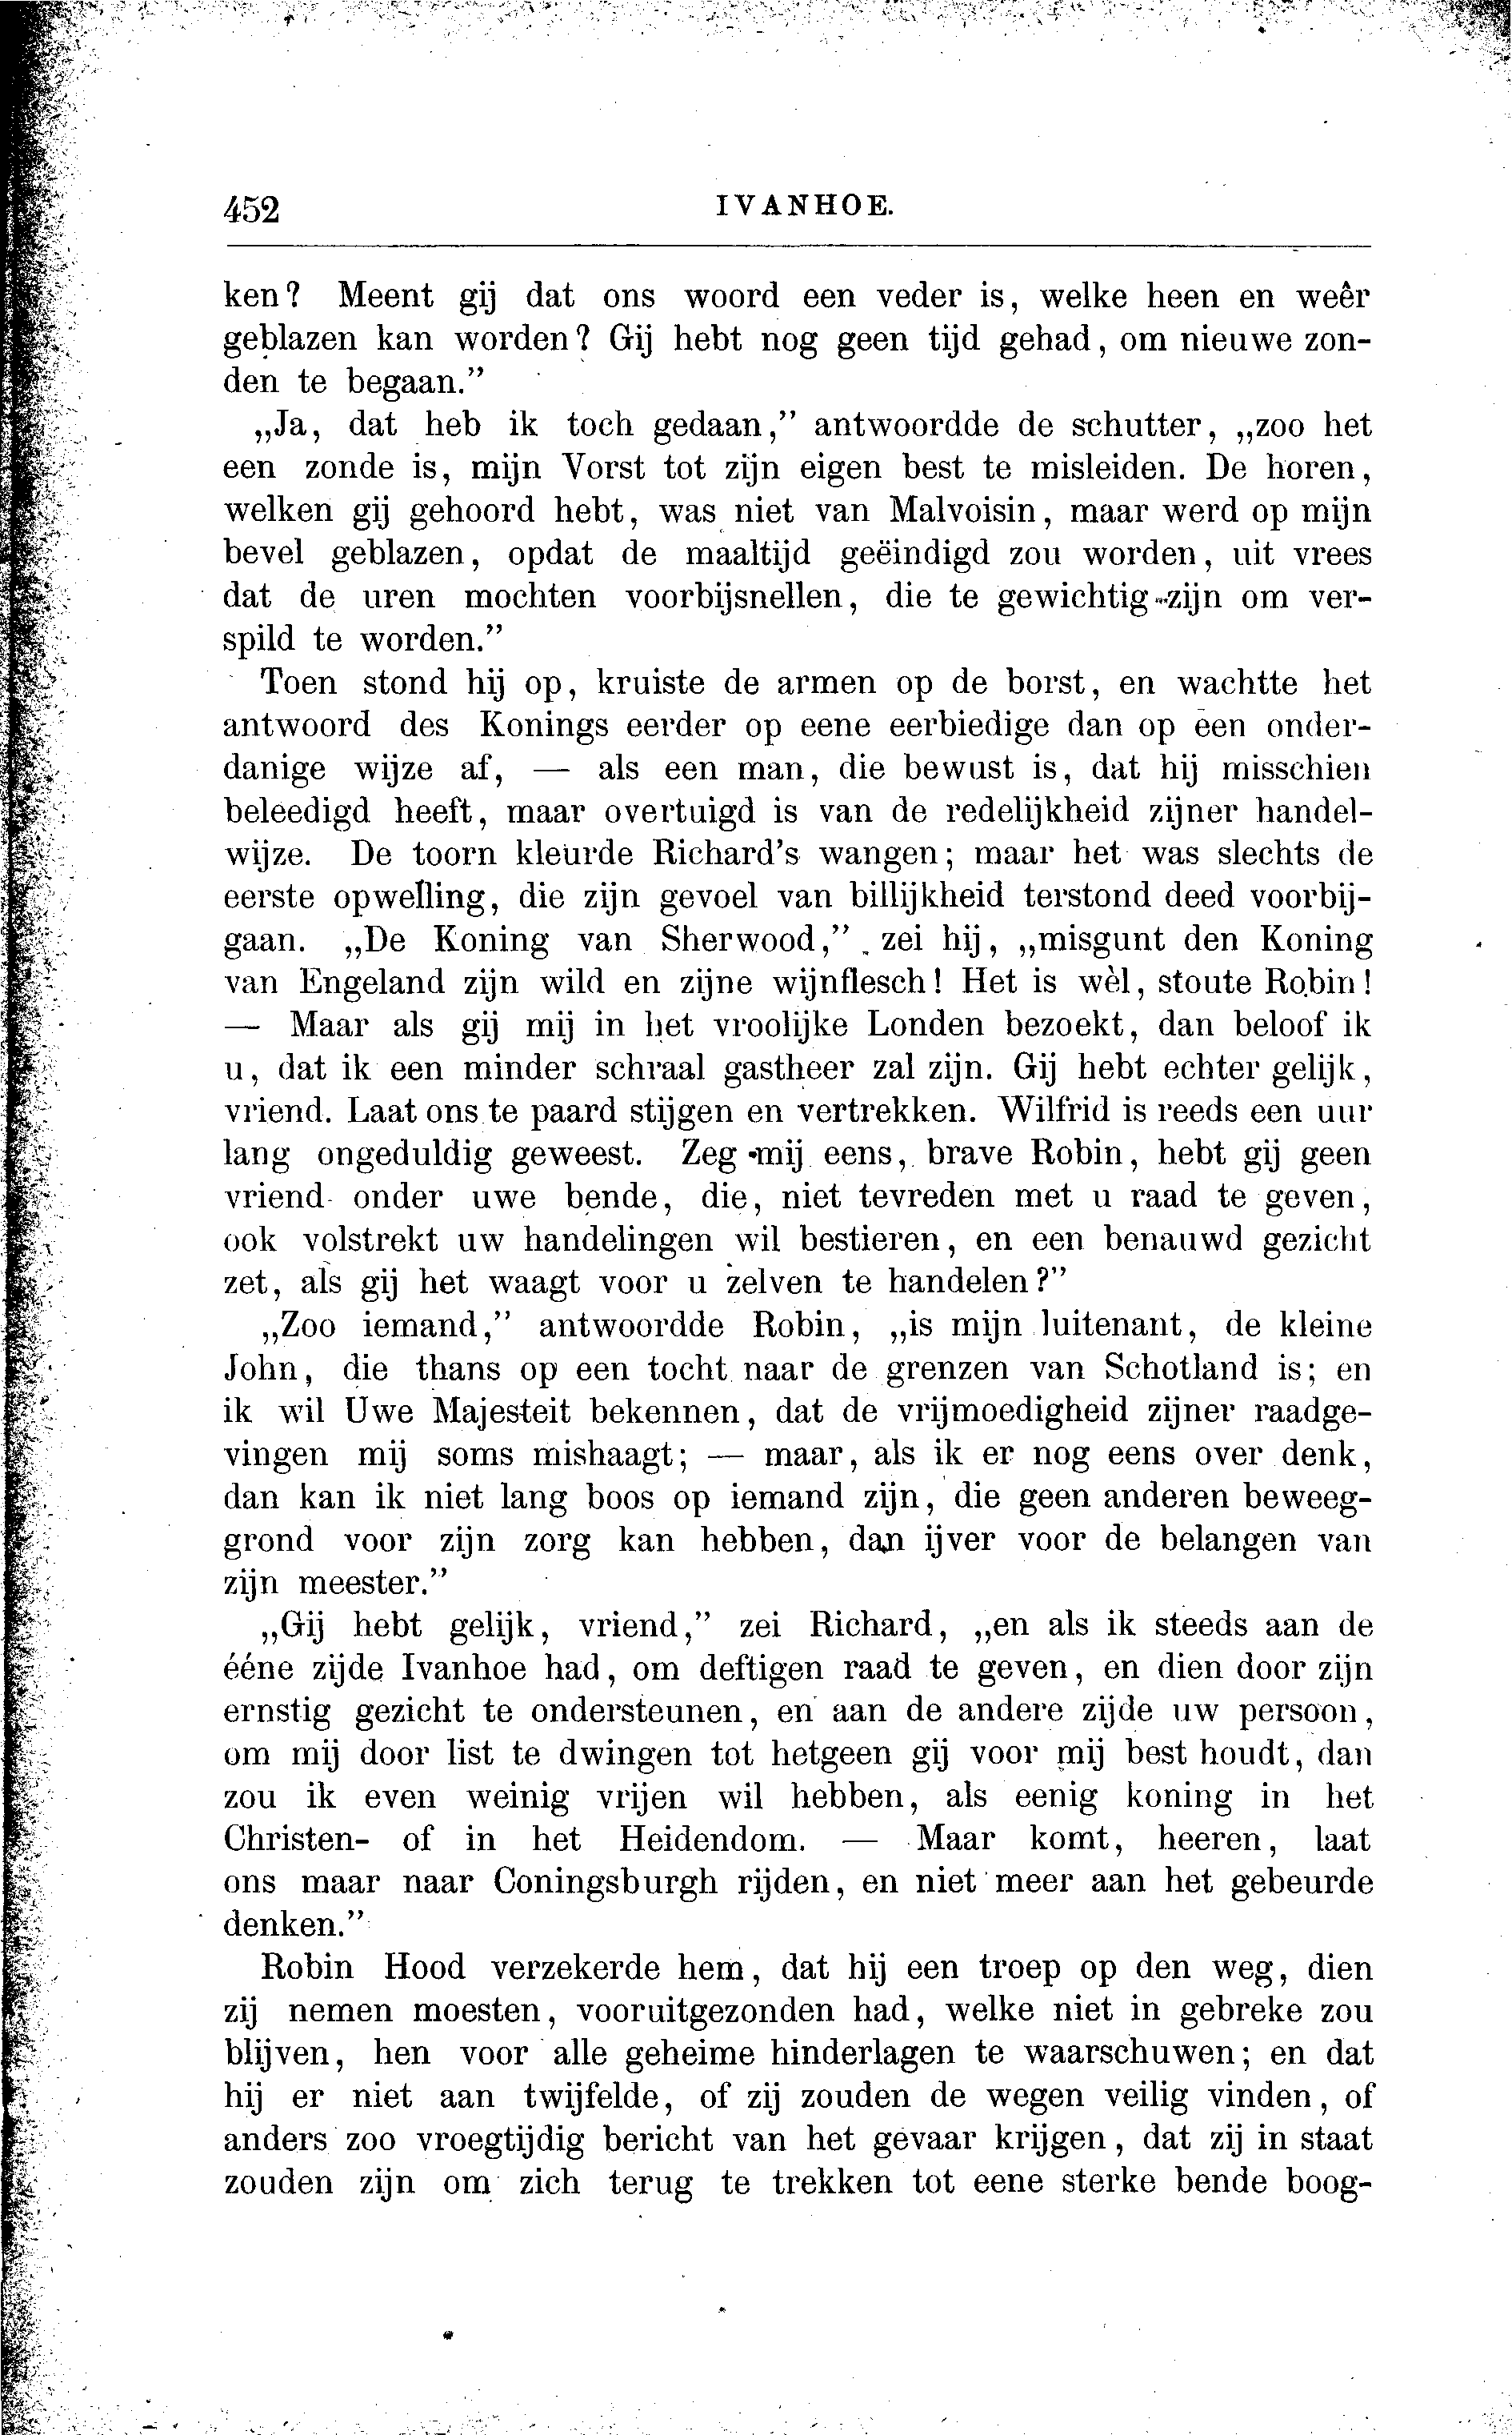 452
IVANHOE.
ken? Meent gij dat ons woord een veder is, welke heen en weêr
geblazen kan worden? Gij hebt nog geen tijd gehad, om nieuwe zon-
den te begaan.”
„Ja, dat heb ik toch gedaan,” antwoordde de schutter, „zoo het
een zonde is, mijn Vorst tot zijn eigen best te misleiden. De horen,
welken gij gehoord hebt, was niet van Malvoisin, maar werd op mijn
bevel geblazen, opdat de maaltijd geëindigd zou worden, uit vrees
dat de uren mochten voorbijsnellen, die te gewichtig zijn om ver-
spild te worden.”
Toen stond hij op, kruiste de armen op de borst, en wachtte het
antwoord des Konings eerder op eene eerbiedige dan op een onder-
danige wijze af, — als een man, die bewust is, dat hij misschien
beleedigd heeft, maar overtuigd is van de redelijkheid zijner handel-
wijze. De toorn kleurde Richard's wangen; maar het was slechts de
eerste opwelling, die zijn gevoel van billijkheid terstond deed voorbij-
gaan. „De Koning van Sherwood,” zei hij, „misgunt den Koning
van Engeland zijn wild en zijne wijnflesch! Het is wèl, stoute Robin!
— Maar als gij mij in het vroolijke Londen bezoekt, dan beloof ik
u, dat ik een minder schraal gastheer zal zijn. Gij hebt echter gelijk,
vriend. Laat ons te paard stijgen en vertrekken. Wilfrid is reeds een uur
lang ongeduldig geweest. Zeg mij eens, brave Robin, hebt gij geen
vriend onder uwe bende, die, niet tevreden met u raad te geven,
ook volstrekt uw handelingen wil bestieren, en een benauwd gezicht
zet, als gij het waagt voor u zelven te handelen?”
„Zoo iemand,” antwoordde Robin, „is mijn luitenant, de kleine
John, die thans op een tocht naar de grenzen van Schotland is; en
ik wil Uwe Majesteit bekennen, dat de vrijmoedigheid zijner raadge-
vingen mij soms mishaagt; — maar, als ik er nog eens over denk,
dan kan ik niet lang boos op iemand zijn, die geen anderen beweeg-
grond voor zijn zorg kan hebben, dan ijver voor de belangen van
zijn meester.”
„Gij hebt gelijk, vriend,” zei Richard, „en als ik steeds aan de
ééne zijde Ivanhoe had, om deftigen raad te geven, en dien door zijn
ernstig gezicht te ondersteunen, en aan de andere zijde uw persoon,
om mij door list te dwingen tot hetgeen gij voor mij best houdt, dan
zou ik even weinig vrijen wil hebben, als eenig koning in het
Christen- of in het Heidendom. — Maar komt, heeren, laat
ons maar naar Coningsburgh rijden, en niet meer aan het gebeurde
denken.”
Robin Hood verzekerde hem, dat hij een troep op den weg, dien
zij nemen moesten, vooruitgezonden had, welke niet in gebreke zou
blijven, hen voor alle geheime hinderlagen te waarschuwen; en dat
hij er niet aan twijfelde, of zij zouden de wegen veilig vinden, of
anders zoo vroegtijdig bericht van het gevaar krijgen, dat zij in staat
zouden zijn om zich terug te trekken tot eene sterke bende boog-